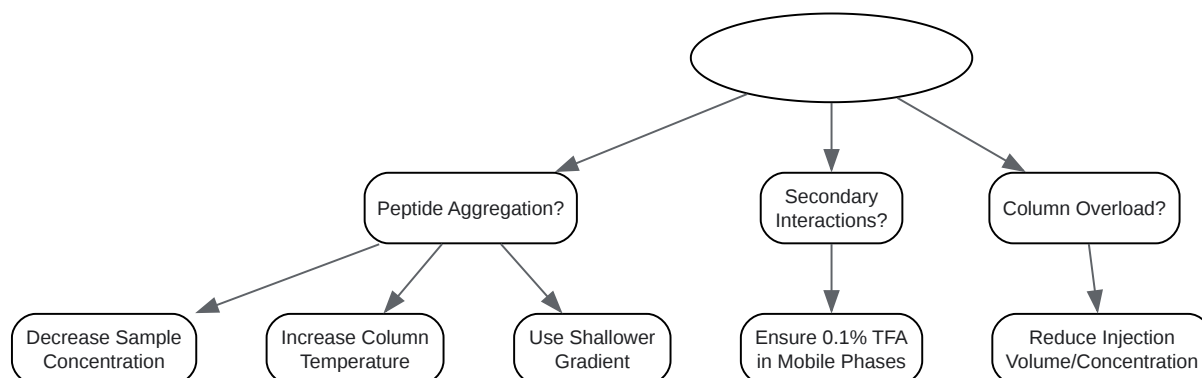 Peptide Aggregation?
Secondary
Interactions?
Column Overload?
Decrease Sample
Concentration
Increase Column
Temperature
Use Shallower
Gradient
Ensure 0.1% TFA
in Mobile Phases
Reduce Injection
Volume/Concentration